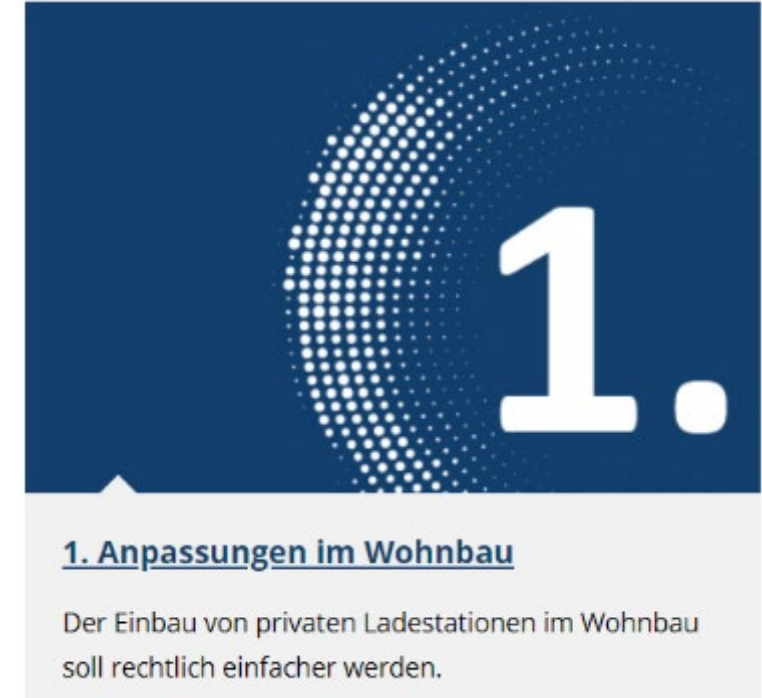 1.
1. Anpassungen im Wohnbau
Der Einbau von privaten Ladestationen im Wohnbau
soll rechtlich einfacher werden.